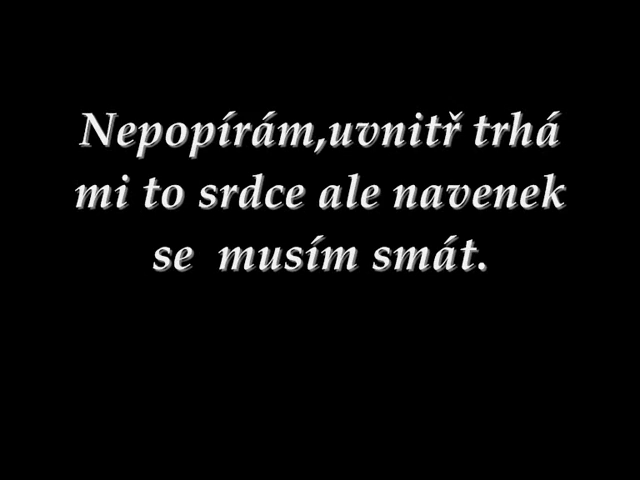 Nepopírám,uvnitř trhá
mi to srdce ale navenek
se  musím smát.